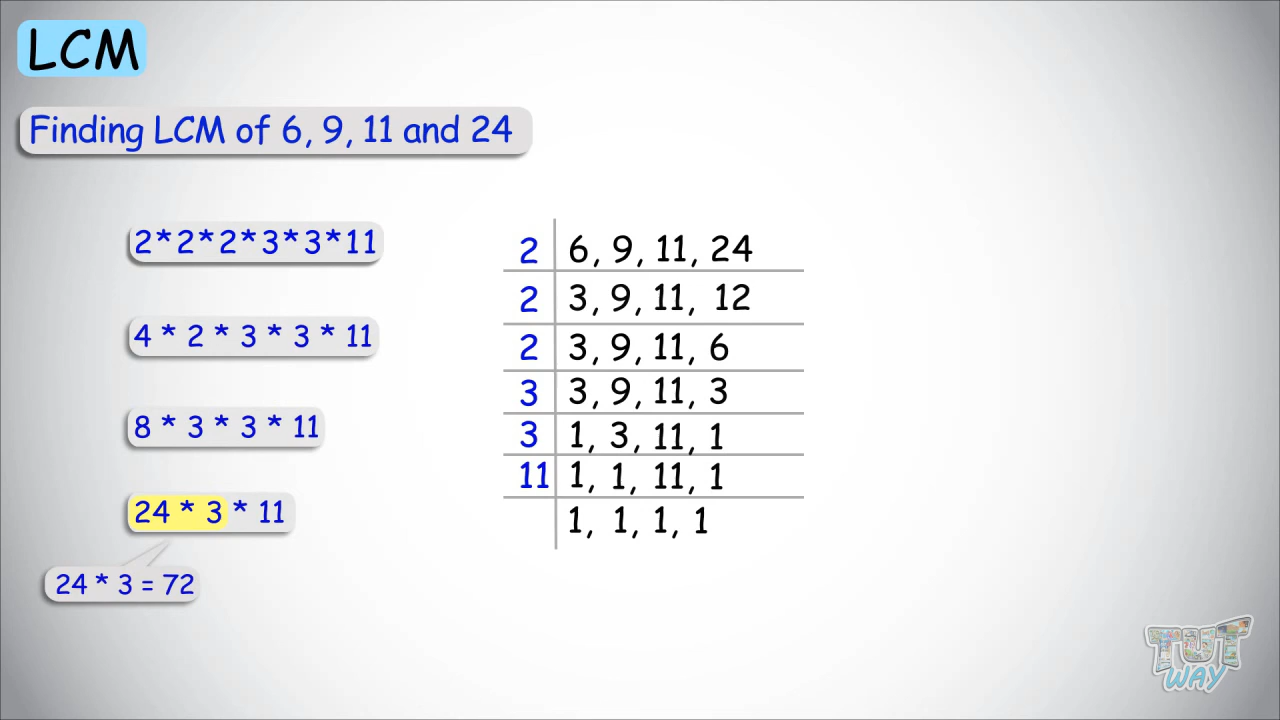 LCM
Finding LCM of 6, 9, 11 and 24
2*2*2*3*3*11
4 * 2 * 3 * 3 * 11
8 * 3 * 3 * 11
24 * 3 * 11
24 * 3 = 72
2 6, 9, 11, 24
2 3, 9, 11, 12
2 3, 9, 11, 6
3 3, 9, 11, 3
3 1, 3, 11, 1
11 1, 1, 11, 1
1, 1, 1, 1
TUT
WAY